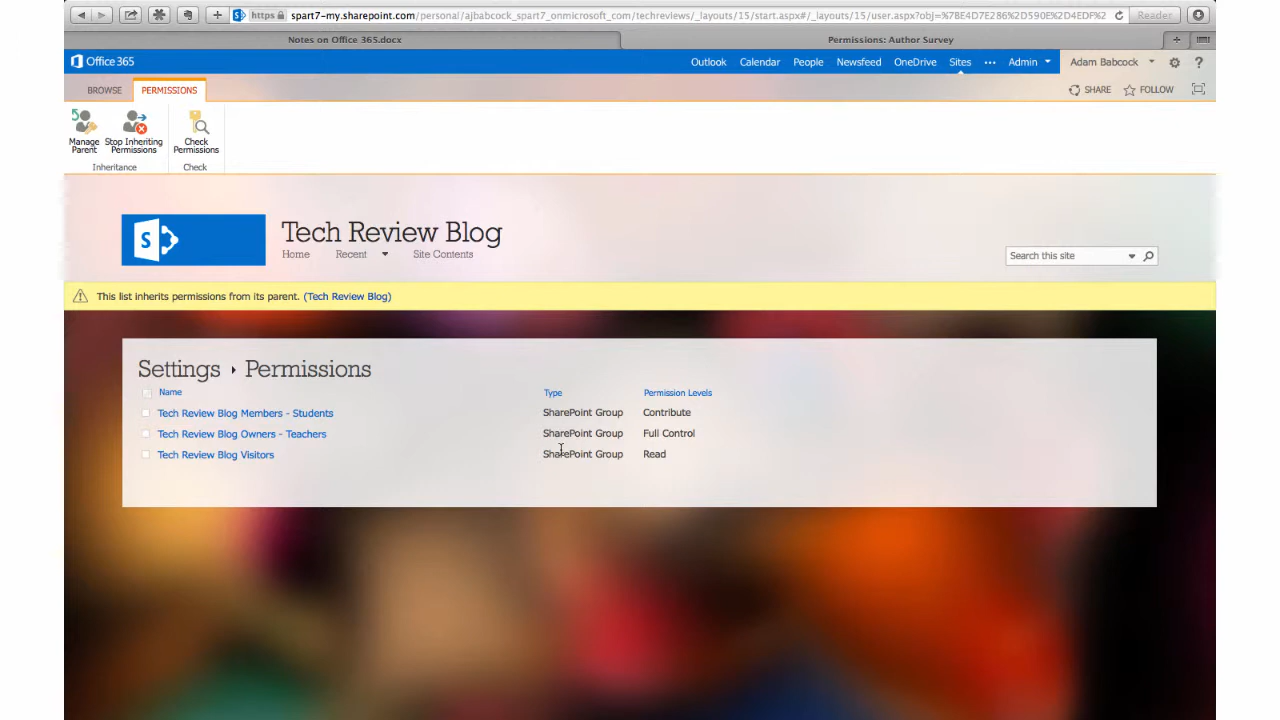 https spart7-my.sharepoint.com/personal/ajbabcock_spart7_onmicrosoft_com/techreviews/_layouts/15/start.aspx#/_layouts/15/user.aspx?obj=%7BE4D7E286%2D590E%2D4EDF%2 Reader
Notes on Office 365.docx Permissions: Author Survey
Office 365 Outlook Calendar People Newsfeed OneDrive Sites ••• Admin Adam Babcock ?
BROWSE PERMISSIONS SHARE FOLLOW
Manage Parent Stop Inheriting Permissions Check Permissions
Inheritance Check
S Tech Review Blog
Home Recent Site Contents Search this site
This list inherits permissions from its parent. (Tech Review Blog)
Settings Permissions
Name Type Permission Levels
Tech Review Blog Members - Students SharePoint Group Contribute
Tech Review Blog Owners - Teachers SharePoint Group Full Control
Tech Review Blog Visitors SharePoint Group Read